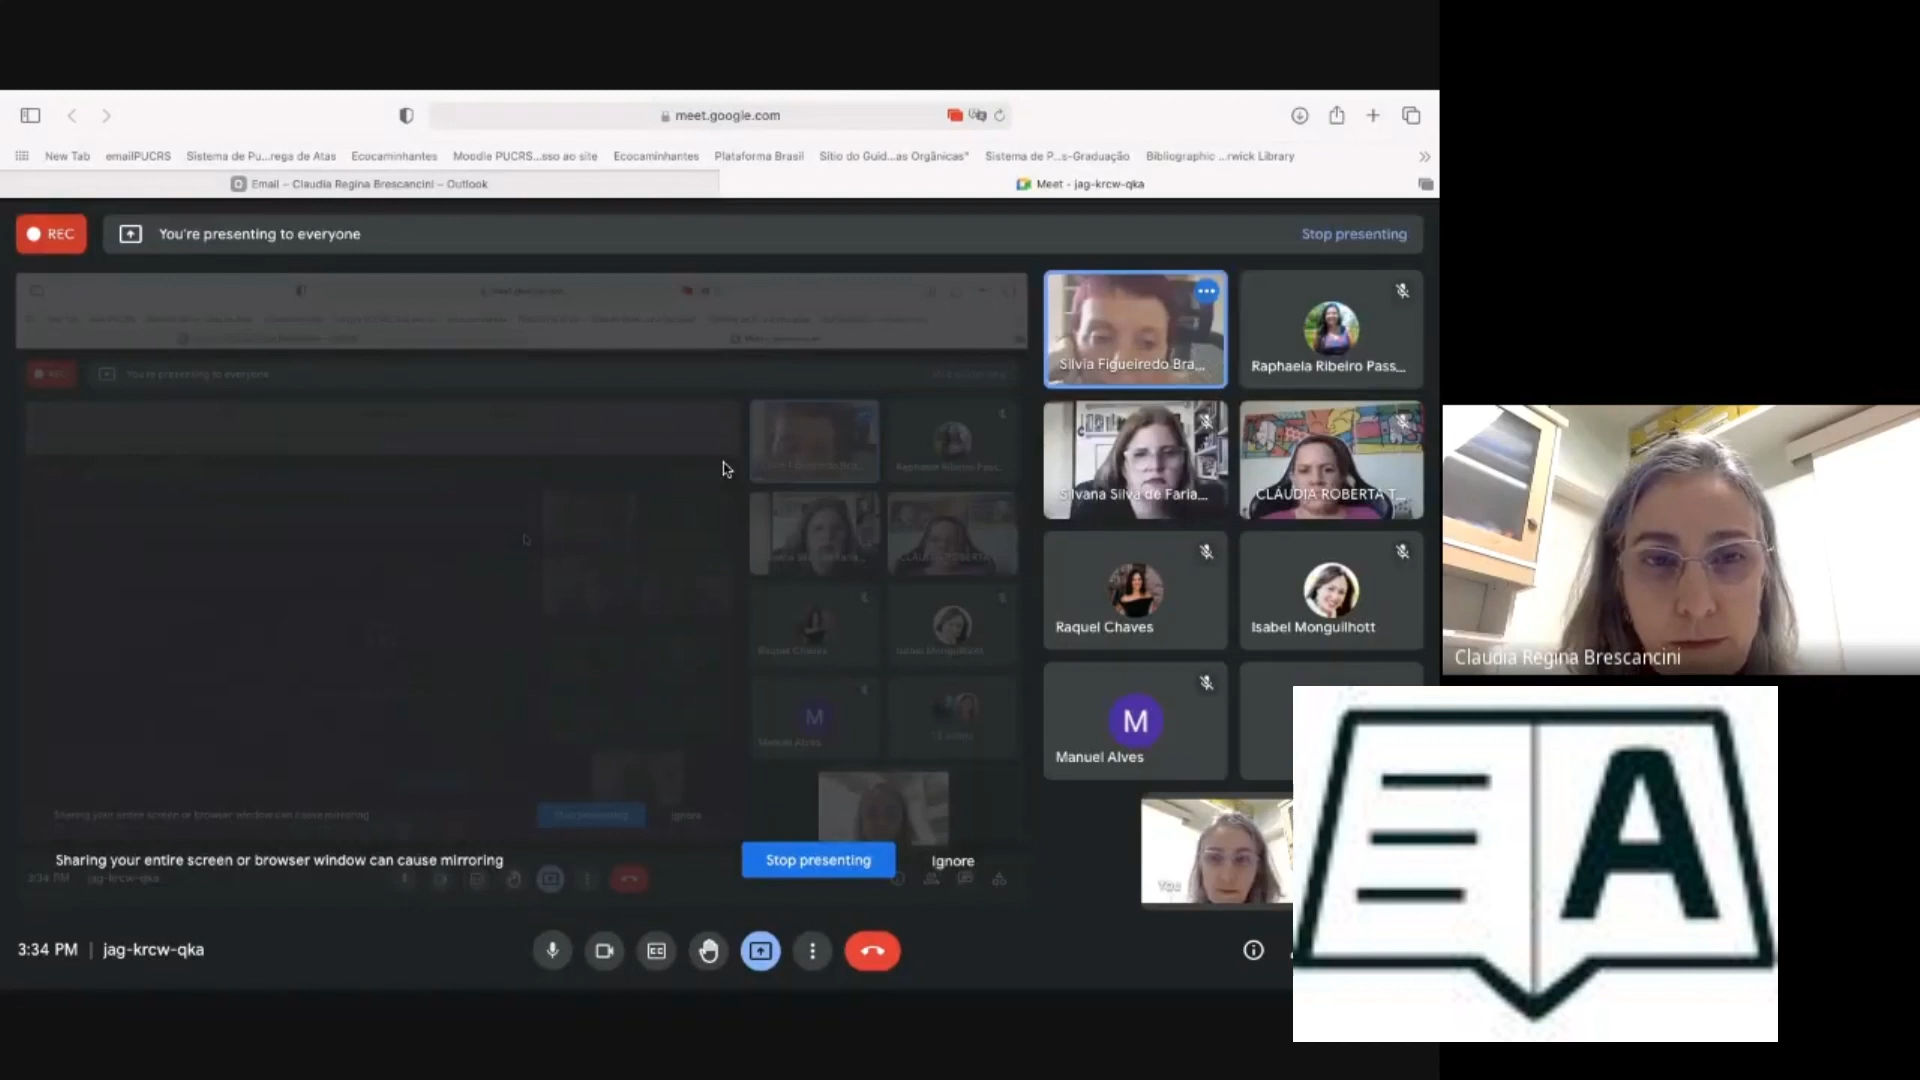 meet.google.com
New Tab emailPUCRS Sistema de Pu...rega de Atas Ecocaminhantes Moodle PUCRS...sso ao site Ecocaminhantes Plataforma Brasil Sítio do Guid...as Orgânicas* Sistema de P...s-Graduação Bibliographic ...rwick Library
Email – Claudia Regina Brescancini – Outlook
Meet - jag-krcw-qka
REC
You're presenting to everyone
Stop presenting
Silvia Figueiredo Bra...
Raphaela Ribeiro Pass...
Silvana Silva de Faria...
CLÁUDIA ROBERTA T...
Raquel Chaves
Isabel Monguilhott
M
Manuel Alves
You
Sharing your entire screen or browser window can cause mirroring
Stop presenting
Ignore
3:34 PM | jag-krcw-qka
Claudia Regina Brescancini
A